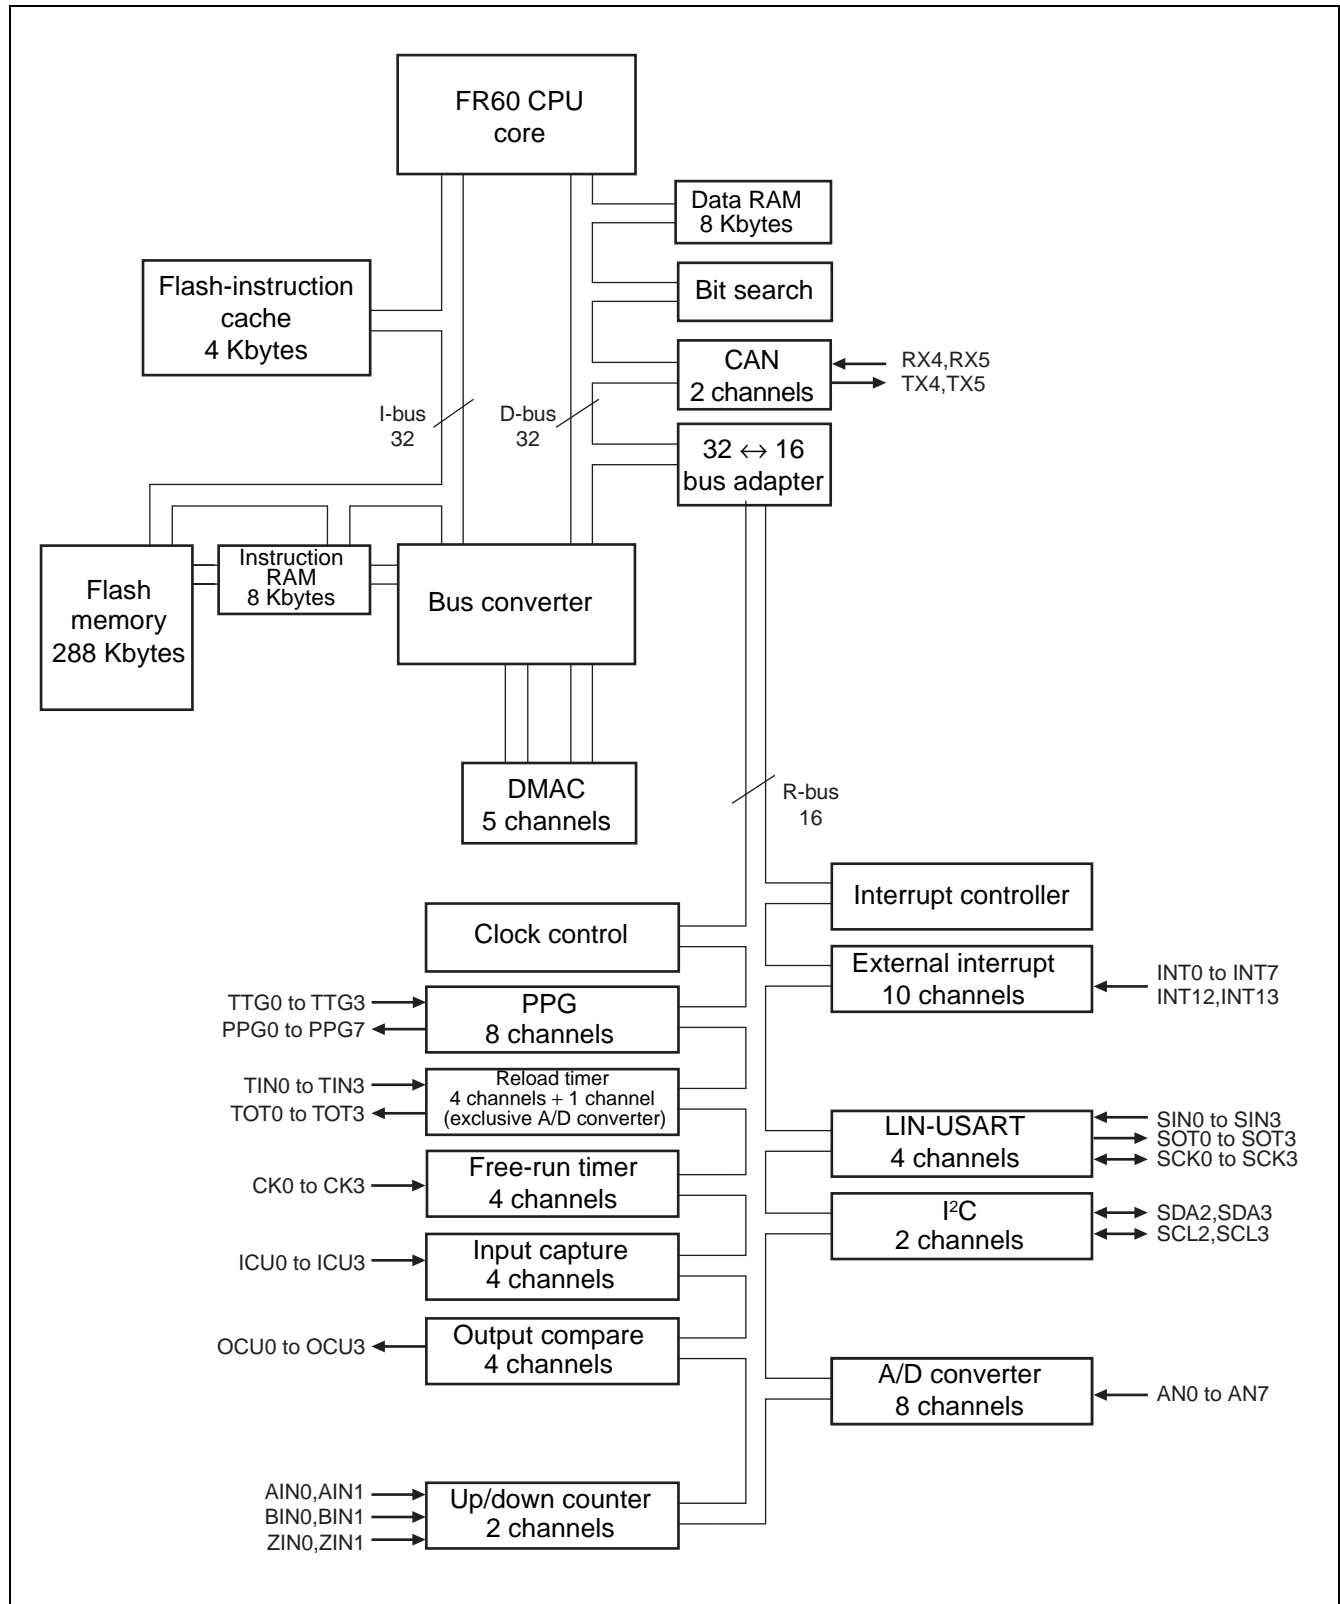 FR60 CPU
core
Data RAM
8 Kbytes
Flash-instruction
cache
4 Kbytes
Bit search
CAN
2 channels
RX4,RX5
TX4,TX5
I-bus
32
D-bus
32
32 ↔ 16
bus adapter
Flash
memory
288 Kbytes
Instruction
RAM
8 Kbytes
Bus converter
DMAC
5 channels
R-bus
16
Interrupt controller
Clock control
External interrupt
10 channels
INT0 to INT7
INT12,INT13
TTG0 to TTG3
PPG0 to PPG7
PPG
8 channels
TIN0 to TIN3
TOT0 to TOT3
Reload timer
4 channels + 1 channel
(exclusive A/D converter)
LIN-USART
4 channels
SIN0 to SIN3
SOT0 to SOT3
SCK0 to SCK3
CK0 to CK3
Free-run timer
4 channels
I²C
2 channels
SDA2,SDA3
SCL2,SCL3
ICU0 to ICU3
Input capture
4 channels
OCU0 to OCU3
Output compare
4 channels
A/D converter
8 channels
AN0 to AN7
AIN0,AIN1
BIN0,BIN1
ZIN0,ZIN1
Up/down counter
2 channels